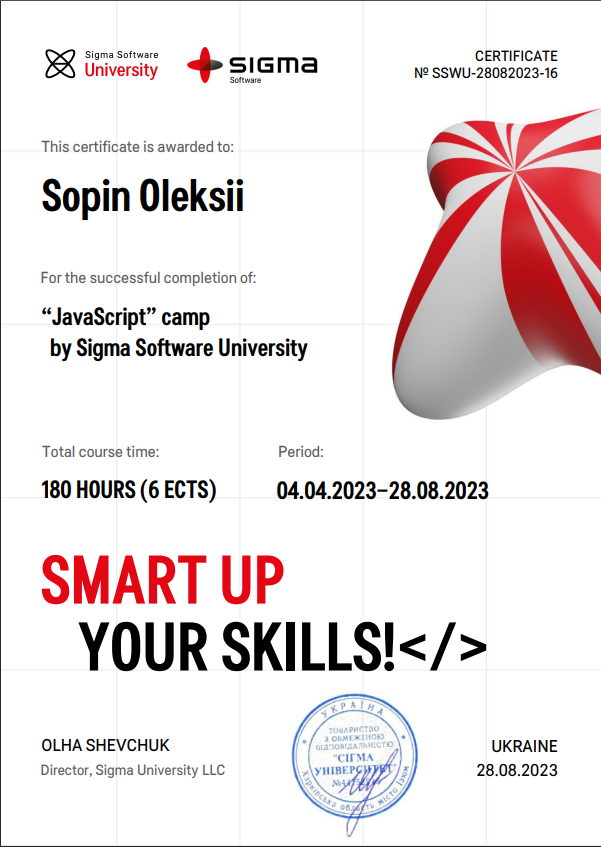 Sigma Software
University
sigma
Software
CERTIFICATE
№ SSWU-28082023-16
This certificate is awarded to:
Sopin Oleksii
For the successful completion of:
“JavaScript” camp
by Sigma Software University
Total course time:
180 HOURS (6 ECTS)
Period:
04.04.2023–28.08.2023
SMART UP
YOUR SKILLS!</>
OLHA SHEVCHUK
Director, Sigma University LLC
УКРАЇНА
ТОВАРИСТВО
З ОБМЕЖЕНОЮ
ВІДПОВІДАЛЬНІСТЮ
"СІГМА
УНІВЕРСИТЕТ"
Харківська область місто Ізюм
UKRAINE
28.08.2023